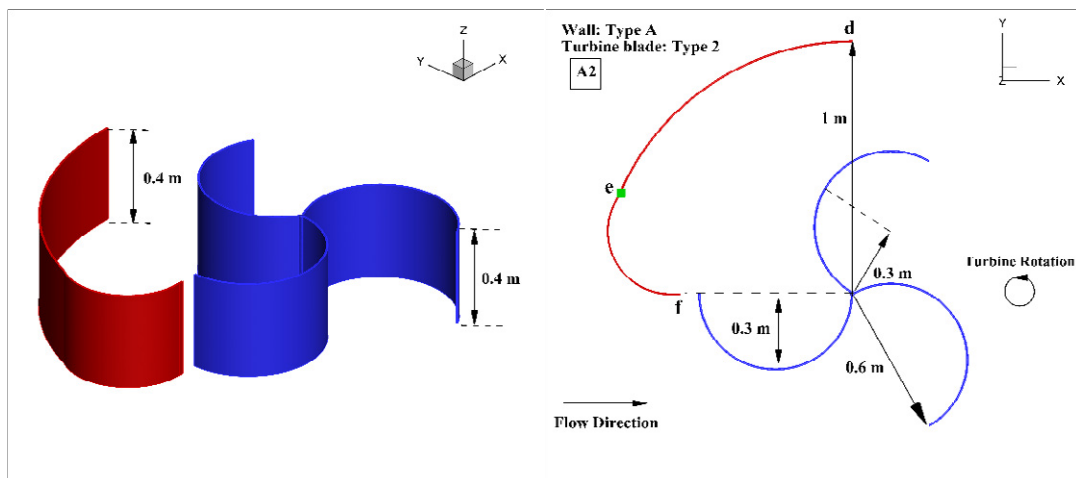 Z
Y
X
0.4 m
0.4 m
Wall: Type A
Turbine blade: Type 2
A2
d
Y
Z
X
1 m
e
0.3 m
Turbine Rotation
f
0.3 m
0.6 m
Flow Direction